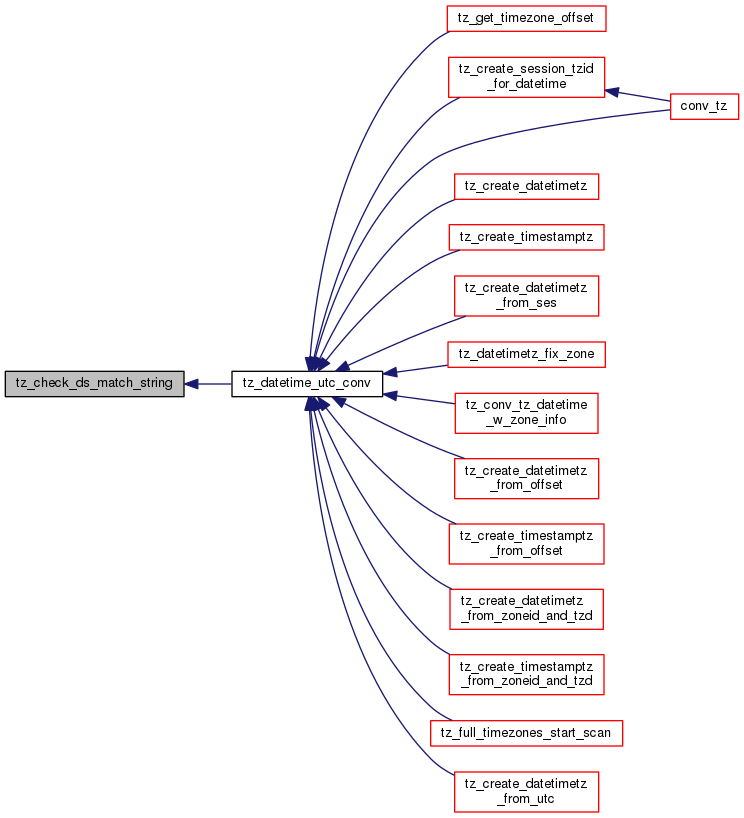 tz_get_timezone_offset
tz_create_session_tzid
_for_datetime
conv_tz
tz_create_datetimetz
tz_create_timestamptz
tz_create_datetimetz
_from_ses
tz_datetimetz_fix_zone
tz_check_ds_match_string
tz_datetime_utc_conv
tz_conv_tz_datetime
_w_zone_info
tz_create_datetimetz
_from_offset
tz_create_timestamptz
_from_offset
tz_create_datetimetz
_from_zoneid_and_tzd
tz_create_timestamptz
_from_zoneid_and_tzd
tz_full_timezones_start_scan
tz_create_datetimetz
_from_utc